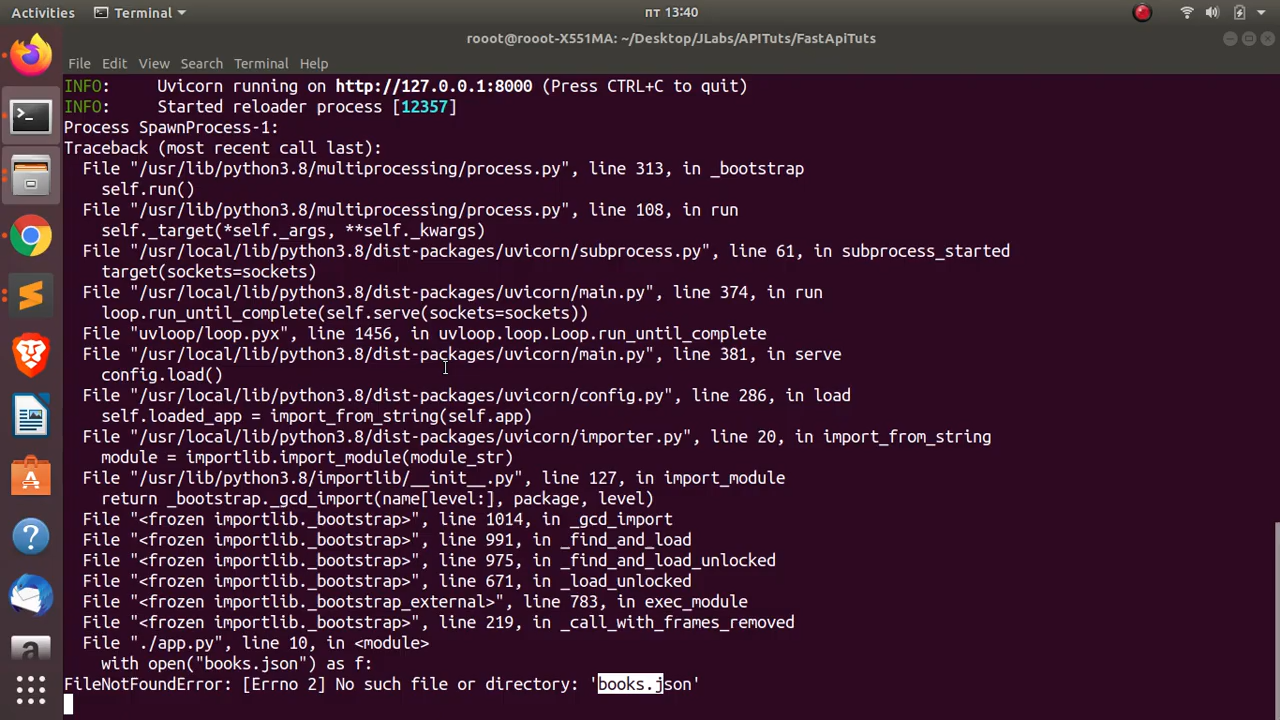 Activities Terminal пт 13:40
rooot@rooot-X551MA: ~/Desktop/JLabs/APITuts/FastApiTuts
File Edit View Search Terminal Help
INFO: Uvicorn running on http://127.0.0.1:8000 (Press CTRL+C to quit)
INFO: Started reloader process [12357]
Process SpawnProcess-1:
Traceback (most recent call last):
File "/usr/lib/python3.8/multiprocessing/process.py", line 313, in _bootstrap
self.run()
File "/usr/lib/python3.8/multiprocessing/process.py", line 108, in run
self._target(*self._args, **self._kwargs)
File "/usr/local/lib/python3.8/dist-packages/uvicorn/subprocess.py", line 61, in subprocess_started
target(sockets=sockets)
File "/usr/local/lib/python3.8/dist-packages/uvicorn/main.py", line 374, in run
loop.run_until_complete(self.serve(sockets=sockets))
File "uvloop/loop.pyx", line 1456, in uvloop.loop.Loop.run_until_complete
File "/usr/local/lib/python3.8/dist-packages/uvicorn/main.py", line 381, in serve
config.load()
File "/usr/local/lib/python3.8/dist-packages/uvicorn/config.py", line 286, in load
self.loaded_app = import_from_string(self.app)
File "/usr/local/lib/python3.8/dist-packages/uvicorn/importer.py", line 20, in import_from_string
module = importlib.import_module(module_str)
File "/usr/lib/python3.8/importlib/__init__.py", line 127, in import_module
return _bootstrap._gcd_import(name[level:], package, level)
File "<frozen importlib._bootstrap>", line 1014, in _gcd_import
File "<frozen importlib._bootstrap>", line 991, in _find_and_load
File "<frozen importlib._bootstrap>", line 975, in _find_and_load_unlocked
File "<frozen importlib._bootstrap>", line 671, in _load_unlocked
File "<frozen importlib._bootstrap_external>", line 783, in exec_module
File "<frozen importlib._bootstrap>", line 219, in _call_with_frames_removed
File "./app.py", line 10, in <module>
with open("books.json") as f:
FileNotFoundError: [Errno 2] No such file or directory: 'books.json'